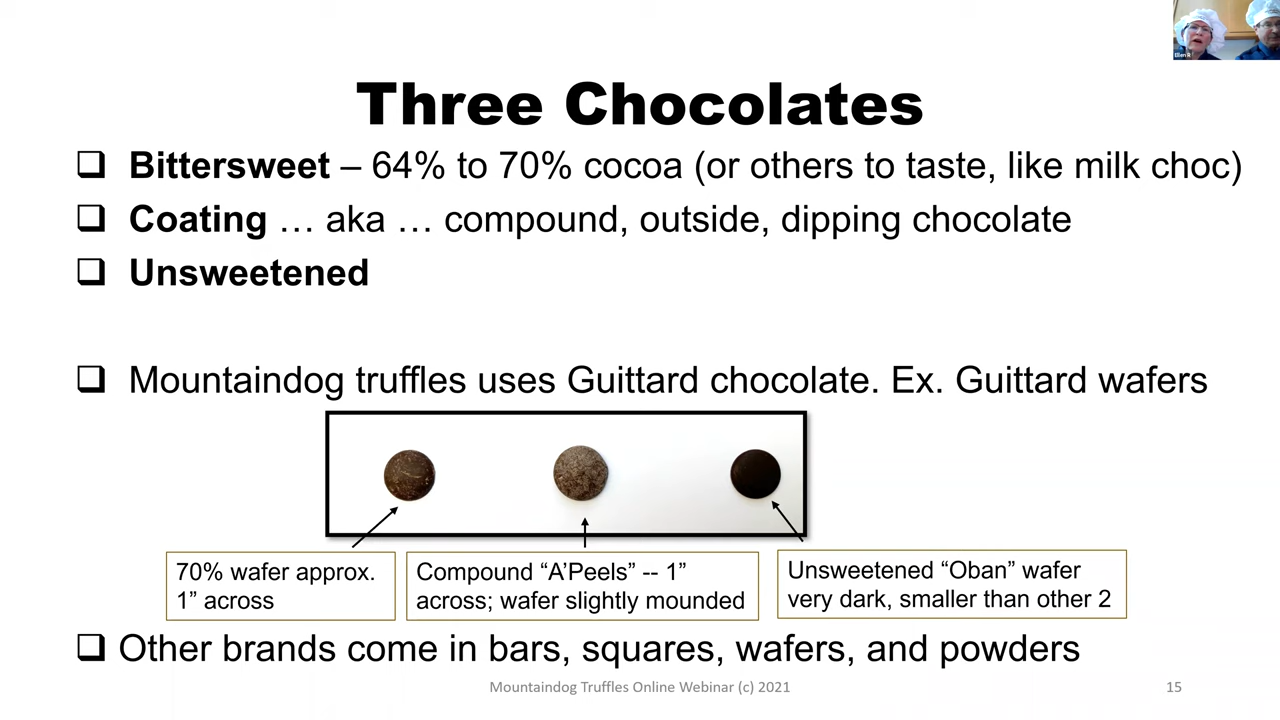 Ellen R
Three Chocolates
❑ Bittersweet – 64% to 70% cocoa (or others to taste, like milk choc)
❑ Coating … aka … compound, outside, dipping chocolate
❑ Unsweetened
❑ Mountaindog truffles uses Guittard chocolate. Ex. Guittard wafers
70% wafer approx.
1” across
Compound “A’Peels” -- 1”
across; wafer slightly mounded
Unsweetened “Oban” wafer
very dark, smaller than other 2
❑ Other brands come in bars, squares, wafers, and powders
Mountaindog Truffles Online Webinar (c) 2021
15